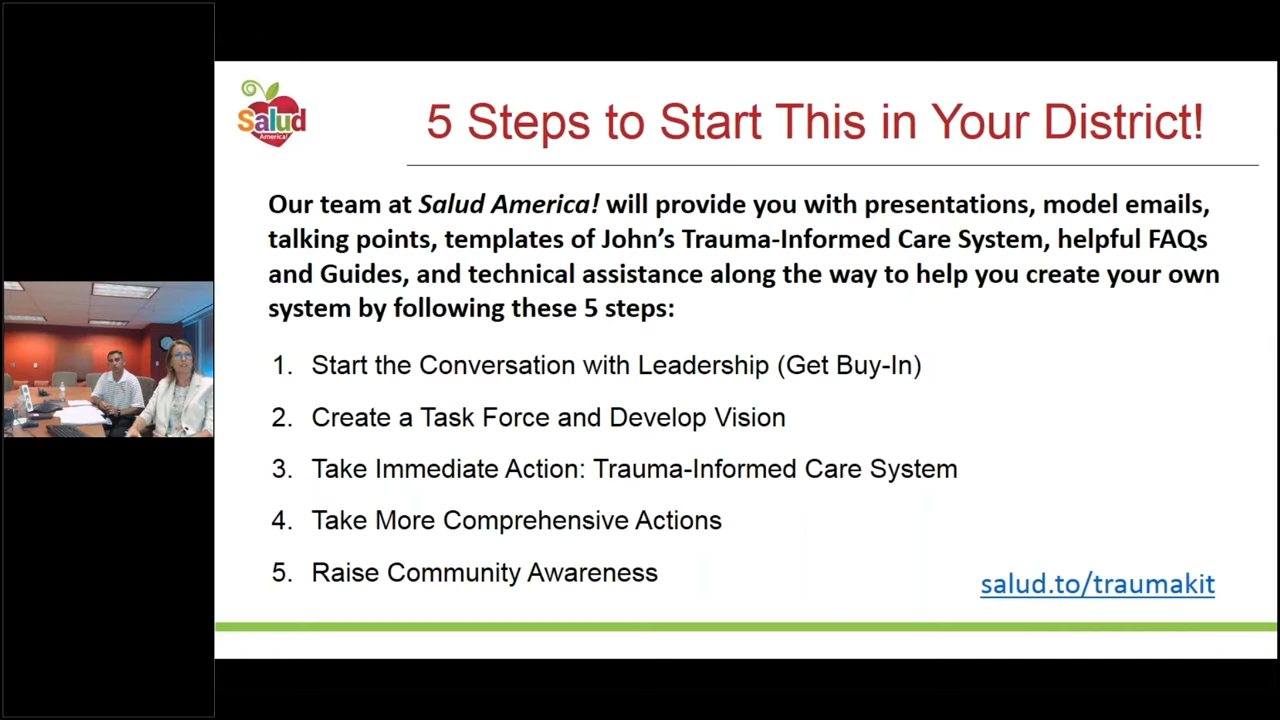 Salud
America!
5 Steps to Start This in Your District!
Our team at Salud America! will provide you with presentations, model emails,
talking points, templates of John's Trauma-Informed Care System, helpful FAQs
and Guides, and technical assistance along the way to help you create your own
system by following these 5 steps:
1. Start the Conversation with Leadership (Get Buy-In)
2. Create a Task Force and Develop Vision
3. Take Immediate Action: Trauma-Informed Care System
4. Take More Comprehensive Actions
5. Raise Community Awareness
salud.to/traumakit